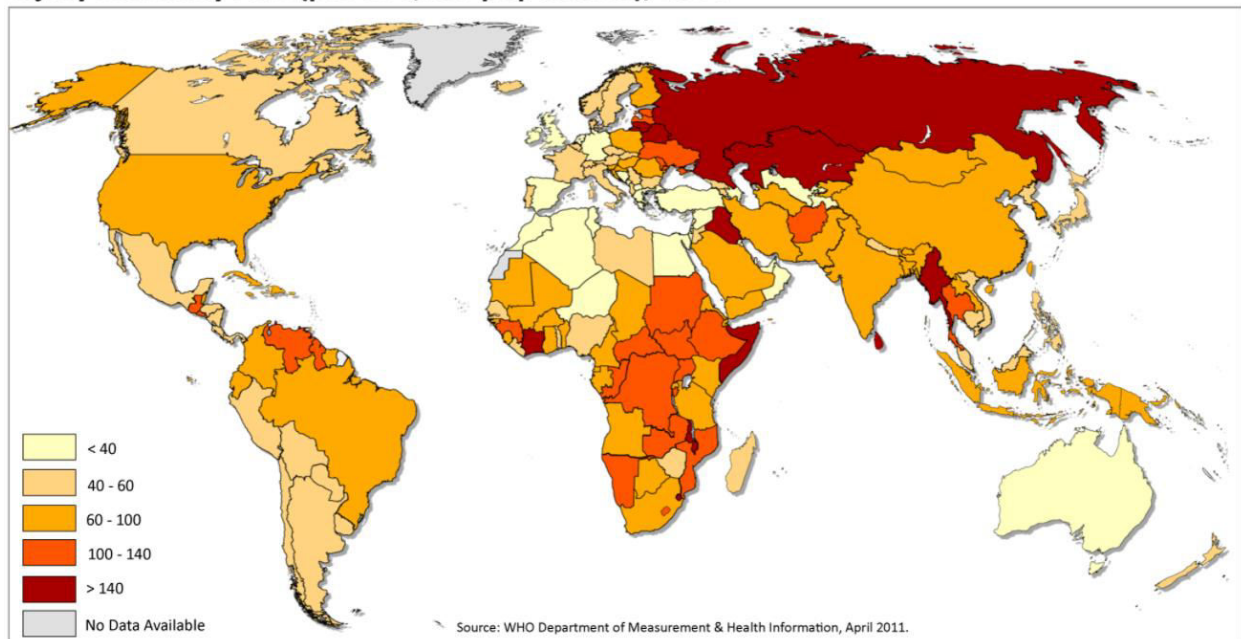 < 40
40 - 60
60 - 100
100 - 140
> 140
No Data Available
Source: WHO Department of Measurement & Health Information, April 2011.